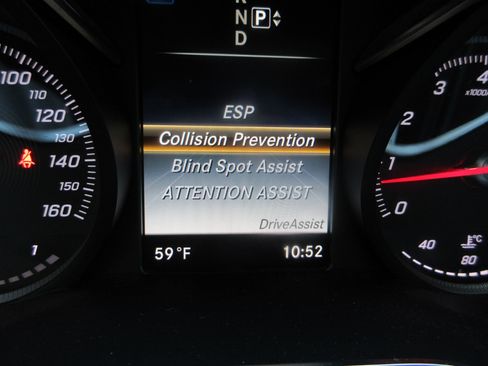 N P
D
ESP
Collision Prevention
Blind Spot Assist
ATTENTION ASSIST
DriveAssist
59°F 10:52
100
110
120
130
140
150
160
1
4
3
x1000/
2
1
0
40
°C
80